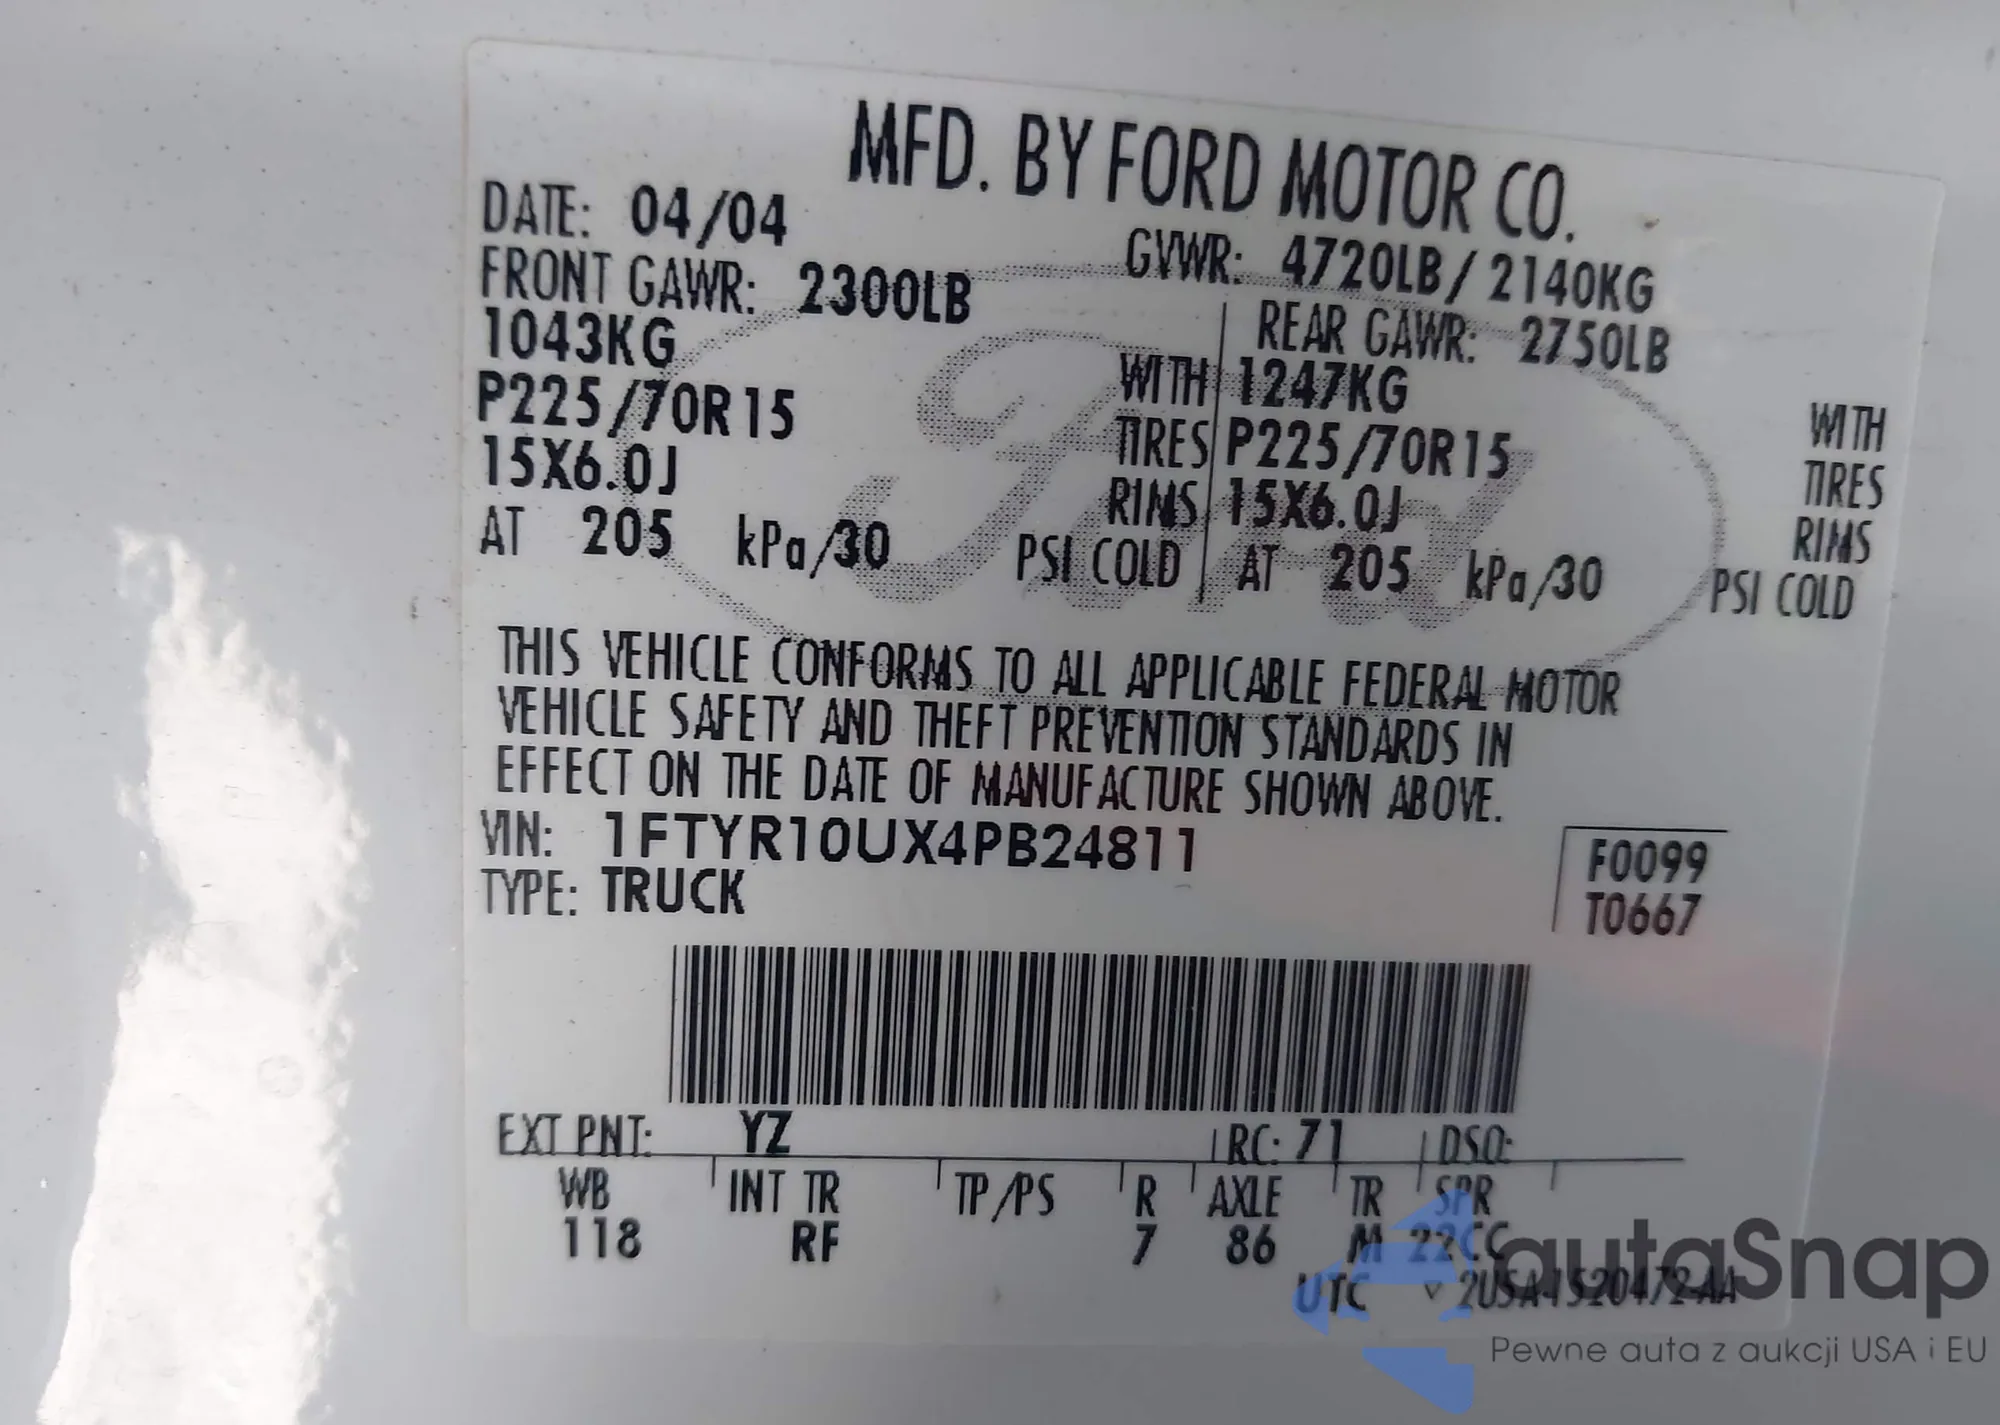 MFD. BY FORD MOTOR CO.
DATE: 04/04 GVWR: 4720LB/2140KG
FRONT GAWR: 2300LB REAR GAWR: 2750LB
1043KG WITH 1247KG WITH
P225/70R15 TIRES P225/70R15 TIRES
15X6.0J RIMS 15X6.0J RIMS
AT 205 kPa/30 PSI COLD AT 205 kPa/30 PSI COLD
Ford
THIS VEHICLE CONFORMS TO ALL APPLICABLE FEDERAL MOTOR
VEHICLE SAFETY AND THEFT PREVENTION STANDARDS IN
EFFECT ON THE DATE OF MANUFACTURE SHOWN ABOVE.
VIN: 1FTYR10UX4PB24811
TYPE: TRUCK
F0099
T0667
EXT PNT: YZ RC: 71 DSO:
WB INT TR TP/PS R AXLE TR SPR
118 RF 7 86 M 22CC
UTC
autaSnap
Pewne auta z aukcji USA i EU